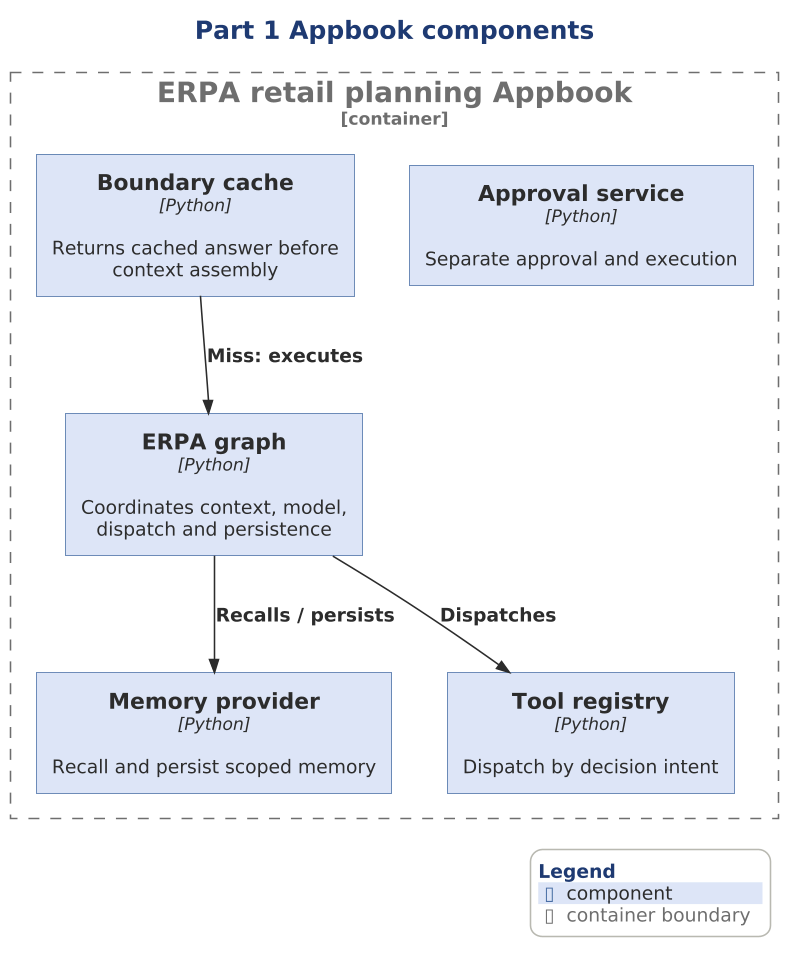 Part 1 Appbook components
ERPA retail planning Appbook
[container]
Boundary cache
[Python]
Returns cached answer before
context assembly
Approval service
[Python]
Separate approval and execution
Miss: executes
ERPA graph
[Python]
Coordinates context, model,
dispatch and persistence
Recalls / persists
Dispatches
Memory provider
[Python]
Recall and persist scoped memory
Tool registry
[Python]
Dispatch by decision intent
Legend
component
container boundary